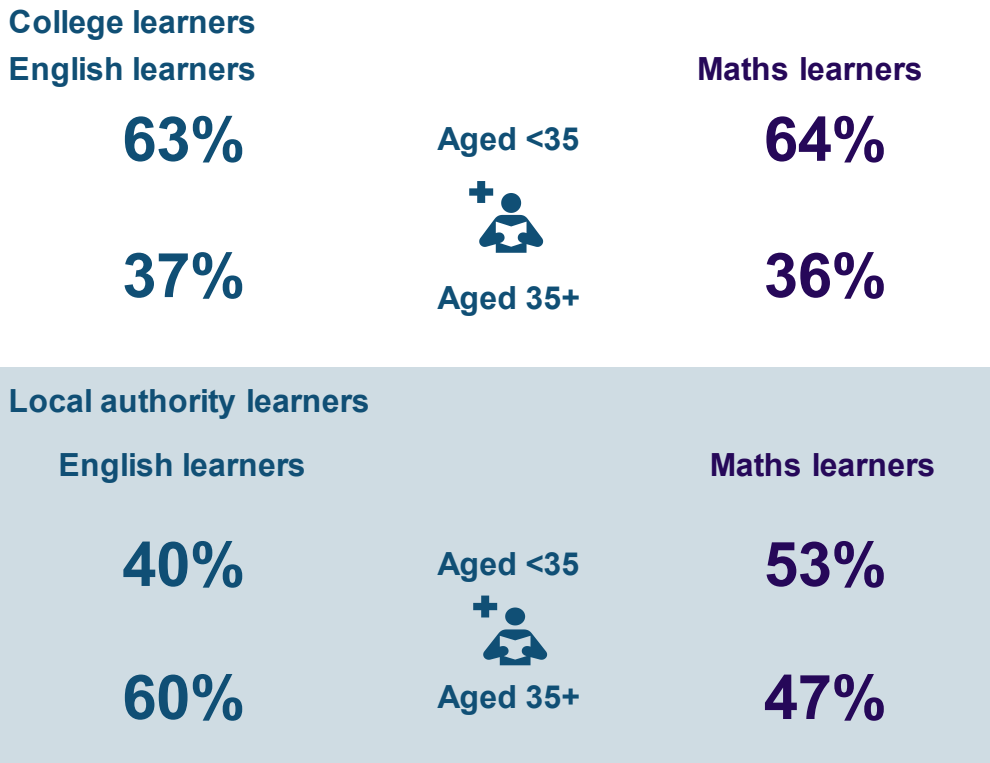 College learners
English learners
Maths learners
63%
Aged <35
64%
37%
Aged 35+
36%
Local authority learners
English learners
Maths learners
40%
Aged <35
53%
60%
Aged 35+
47%